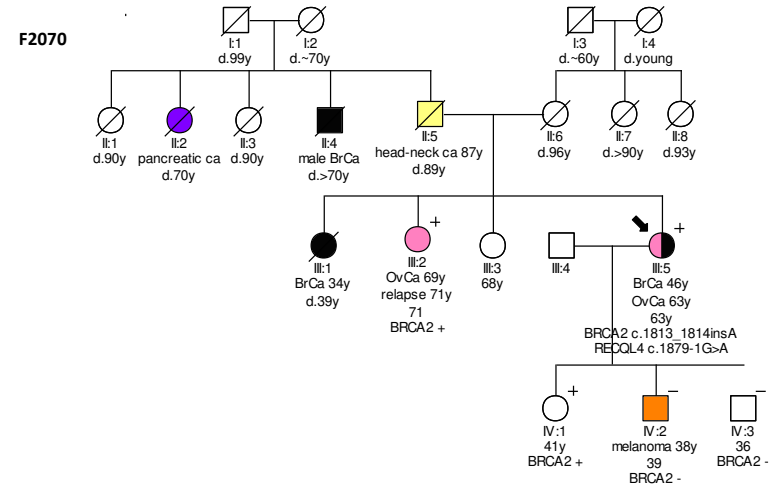 F2070
I:1
d.99y
I:2
d.~70y
I:3
d.~60y
I:4
d.young
II:1
d.90y
II:2
pancreatic ca
d.70y
II:3
d.90y
II:4
male BrCa
d.>70y
II:5
head-neck ca 87y
d.89y
II:6
d.96y
II:7
d.>90y
II:8
d.93y
III:1
BrCa 34y
d.39y
+
III:2
OvCa 69y
relapse 71y
71
BRCA2 +
III:3
68y
III:4
+
III:5
BrCa 46y
OvCa 63y
63y
BRCA2 c.1813_1814insA
RECQL4 c.1879-1G>A
+
IV:1
41y
BRCA2 +
−
IV:2
melanoma 38y
39
BRCA2 -
−
IV:3
36
BRCA2 -